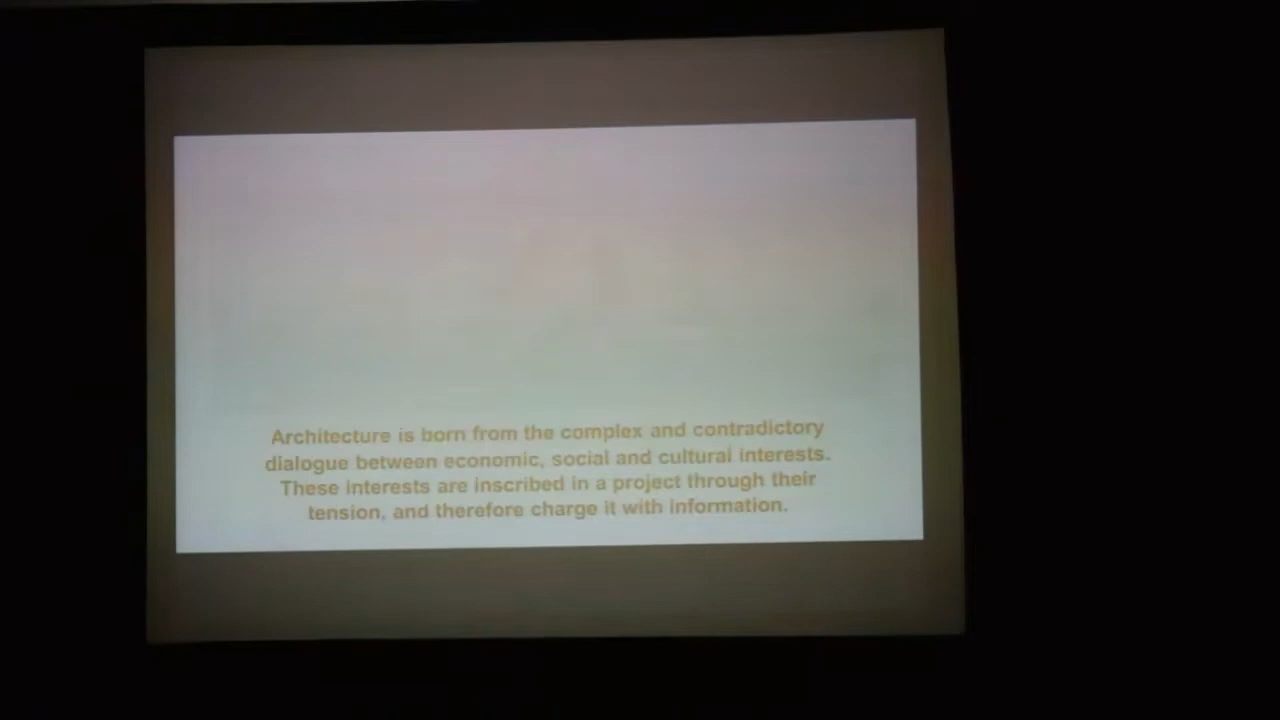 Architecture is born from the complex and contradictory
dialogue between economic, social and cultural interests.
These interests are inscribed in a project through their
tension, and therefore charge it with information.